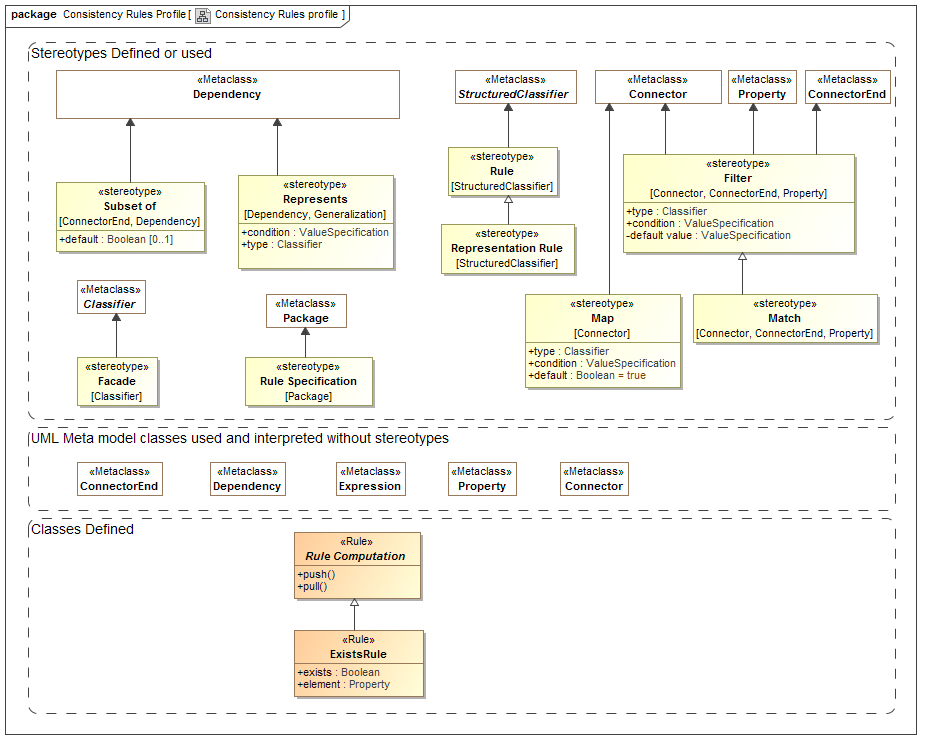 package Consistency Rules Profile [ Consistency Rules profile ]
Stereotypes Defined or used
«Metaclass»
Dependency
«Metaclass»
StructuredClassifier
«Metaclass»
Connector
«Metaclass»
Property
«Metaclass»
ConnectorEnd
«stereotype»
Subset of
[ConnectorEnd, Dependency]
+default : Boolean [0..1]
«stereotype»
Represents
[Dependency, Generalization]
+condition : ValueSpecification
+type : Classifier
«stereotype»
Rule
[StructuredClassifier]
«stereotype»
Representation Rule
[StructuredClassifier]
«stereotype»
Filter
[Connector, ConnectorEnd, Property]
+type : Classifier
+condition : ValueSpecification
-default value : ValueSpecification
«Metaclass»
Classifier
«stereotype»
Facade
[Classifier]
«Metaclass»
Package
«stereotype»
Rule Specification
[Package]
«stereotype»
Map
[Connector]
+type : Classifier
+condition : ValueSpecification
+default : Boolean = true
«stereotype»
Match
[Connector, ConnectorEnd, Property]
UML Meta model classes used and interpreted without stereotypes
«Metaclass»
ConnectorEnd
«Metaclass»
Dependency
«Metaclass»
Expression
«Metaclass»
Property
«Metaclass»
Connector
Classes Defined
«Rule»
Rule Computation
+push()
+pull()
«Rule»
ExistsRule
+exists : Boolean
+element : Property